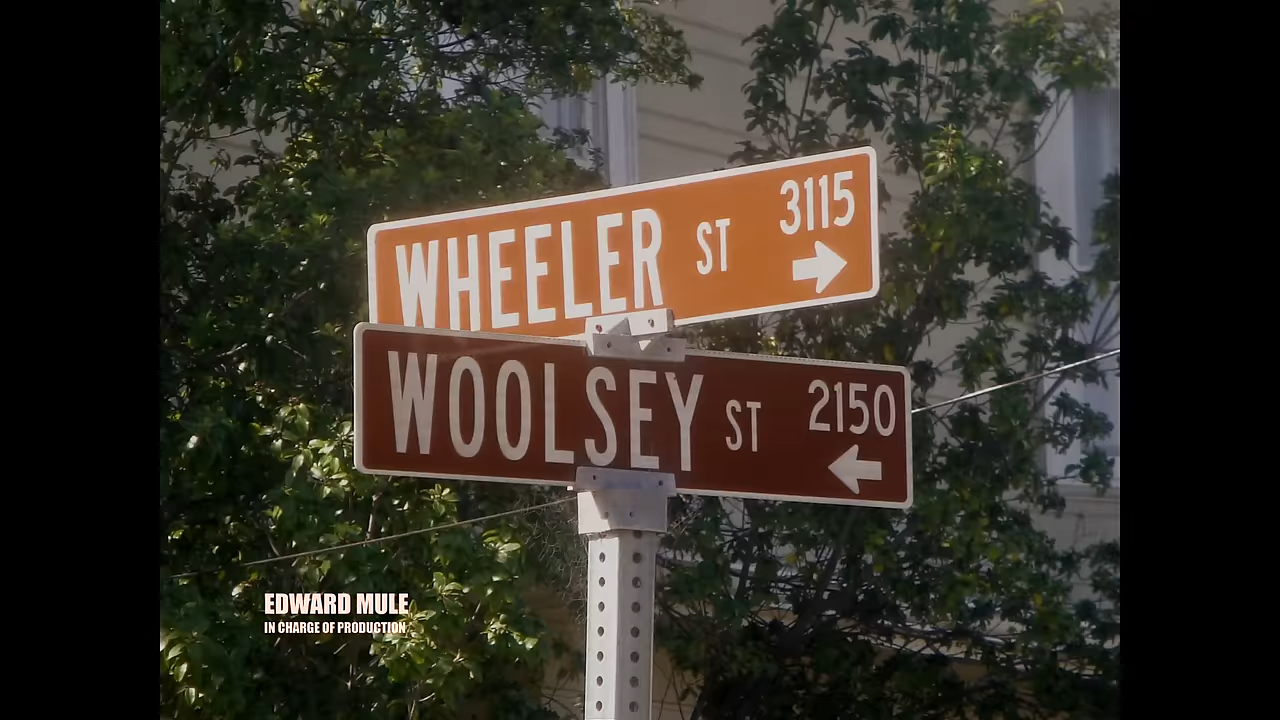 WHEELER ST 3115
WOOLSEY ST 2150
EDWARD MULE
IN CHARGE OF PRODUCTION